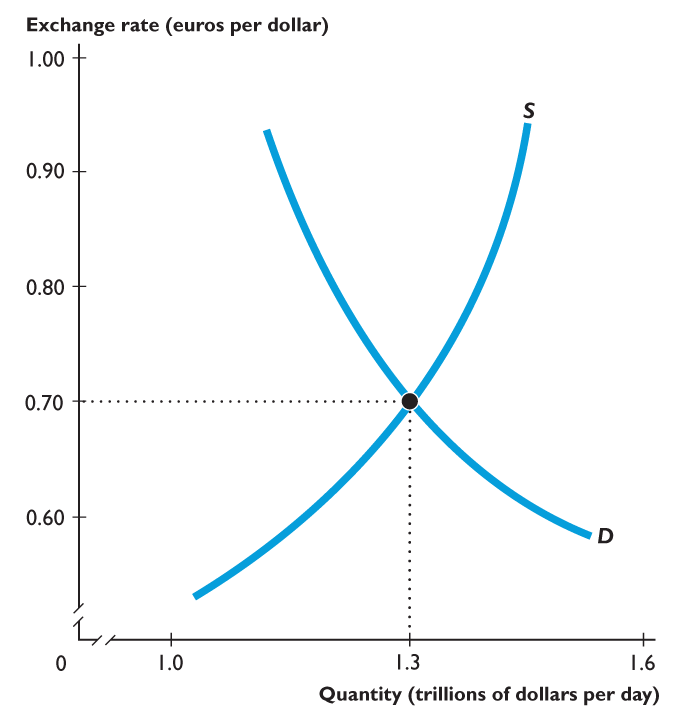 Exchange rate (euros per dollar)
1.00
S
0.90
0.80
0.70
0.60
D
0 1.0 1.3 1.6
Quantity (trillions of dollars per day)